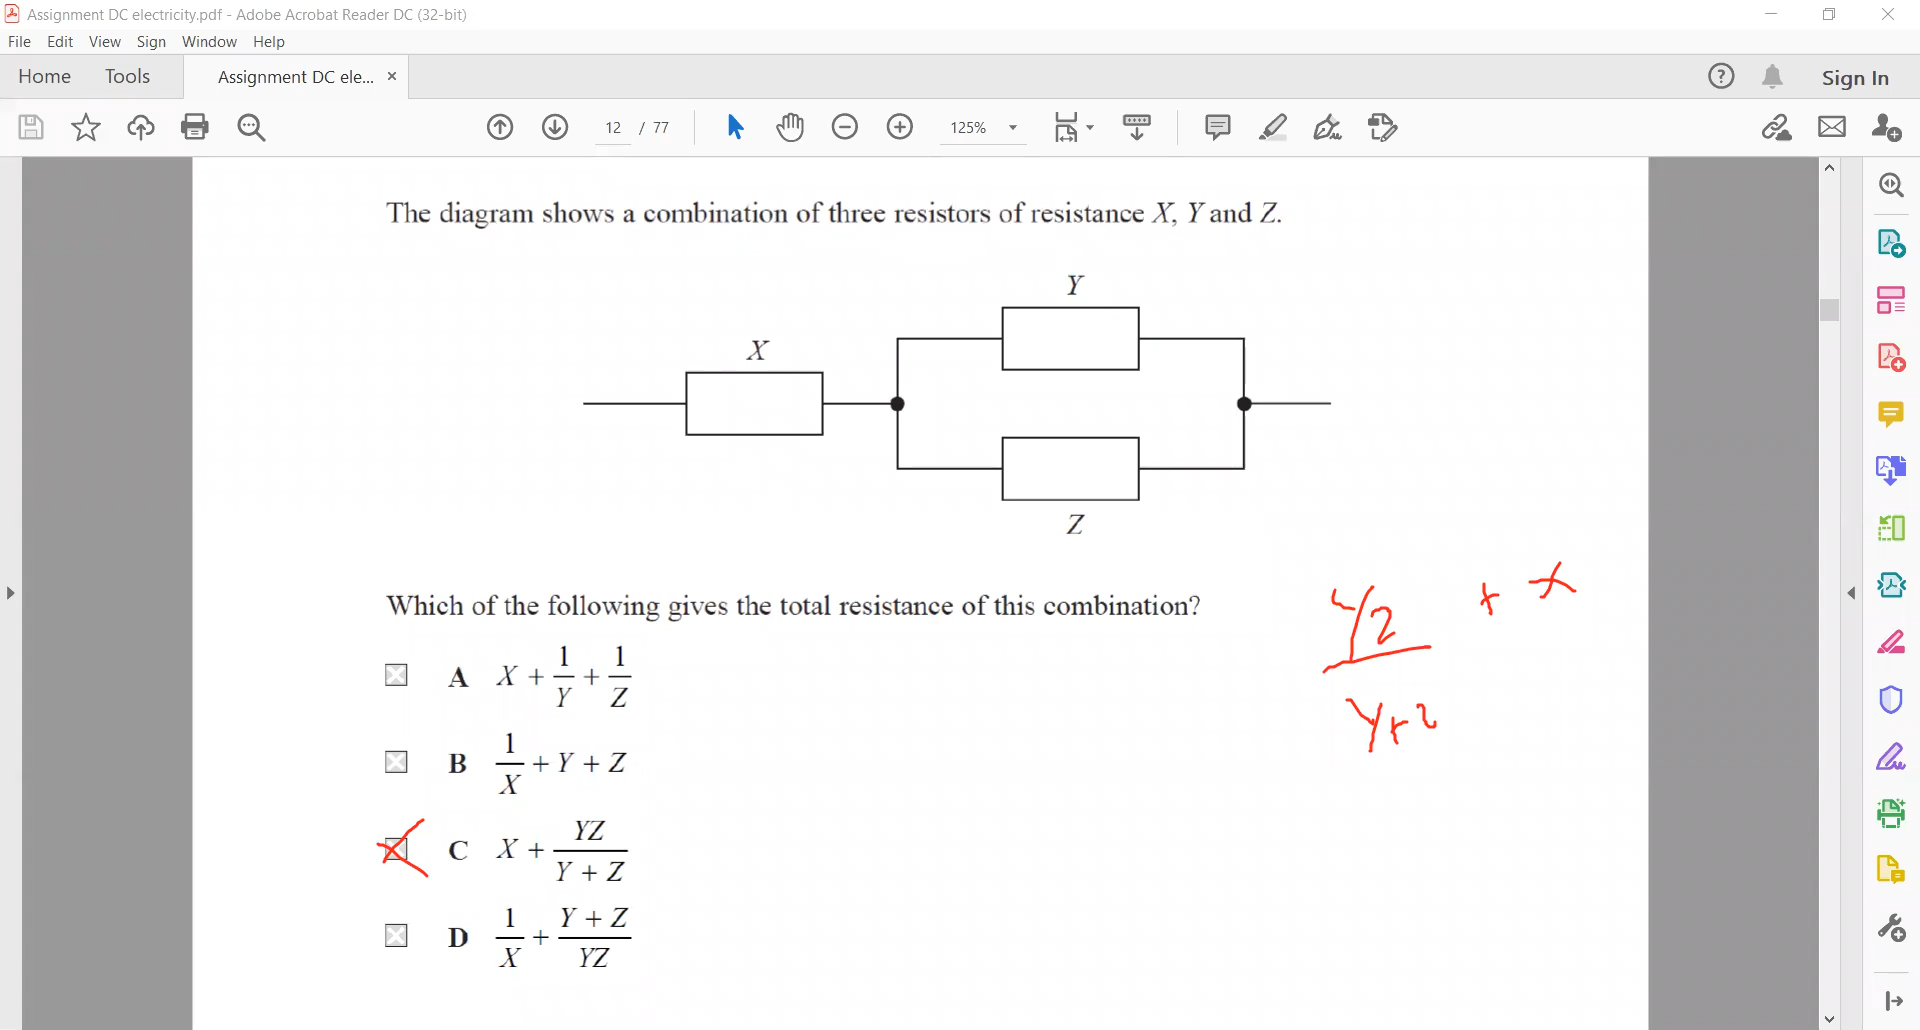 Assignment DC electricity.pdf - Adobe Acrobat Reader DC (32-bit)
File Edit View Sign Window Help
Home Tools Assignment DC ele... × ? Sign In
12 / 77 125%
The diagram shows a combination of three resistors of resistance X, Y and Z.
Y
X
Z
Which of the following gives the total resistance of this combination?
A X + 1/Y + 1/Z
B 1/X + Y + Z
C X + YZ/(Y + Z)
D 1/X + (Y + Z)/YZ
YZ + X
Y+Z